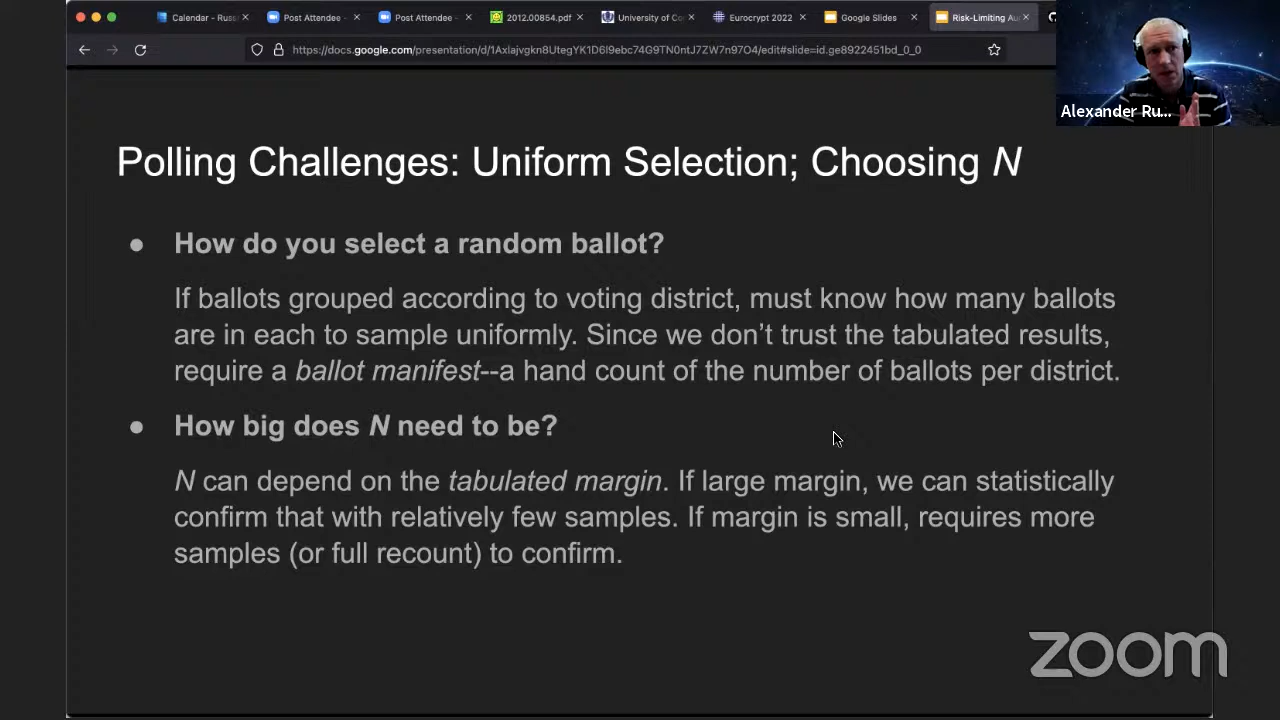 Calendar - Russ
Post Attendee -
Post Attendee -
2012.00854.pdf
University of Co
Eurocrypt 2022
Google Slides
Risk-Limiting Au
https://docs.google.com/presentation/d/1Axlajvgkn8UtegYK1D6l9ebc74G9TN0ntJ7ZW7n97O4/edit#slide=id.ge8922451bd_0_0
Alexander Ru...
Polling Challenges: Uniform Selection; Choosing N
● How do you select a random ballot?
If ballots grouped according to voting district, must know how many ballots
are in each to sample uniformly. Since we don’t trust the tabulated results,
require a ballot manifest--a hand count of the number of ballots per district.
● How big does N need to be?
N can depend on the tabulated margin. If large margin, we can statistically
confirm that with relatively few samples. If margin is small, requires more
samples (or full recount) to confirm.
zoom